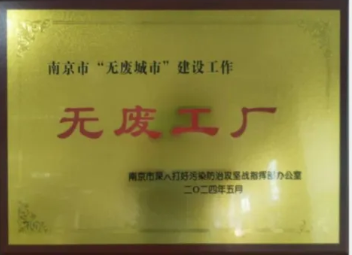 南京市“无废城市”建设工作
无废工厂
南京市深入打好污染防治攻坚战指挥部办公室
二〇二四年五月